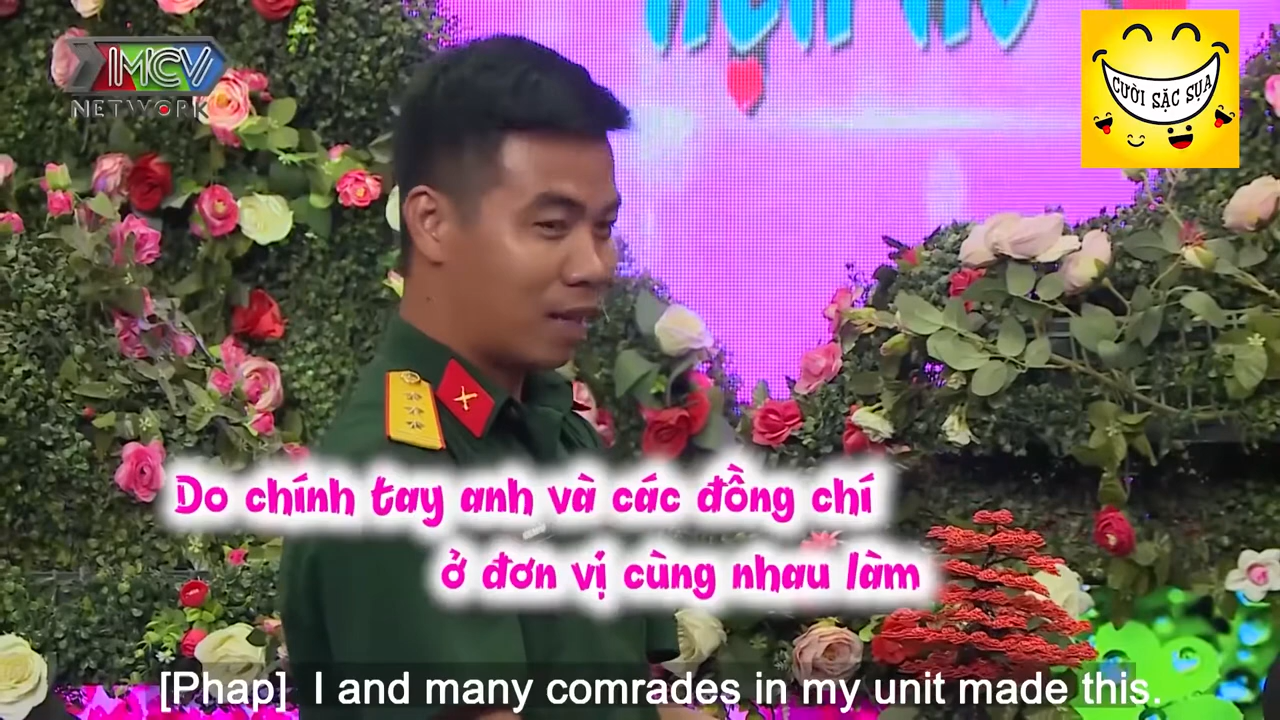 MCV
NETWORK
CƯỜI SẶC SỤA
Do chính tay anh và các đồng chí
ở đơn vị cùng nhau làm
[Phap] I and many comrades in my unit made this.